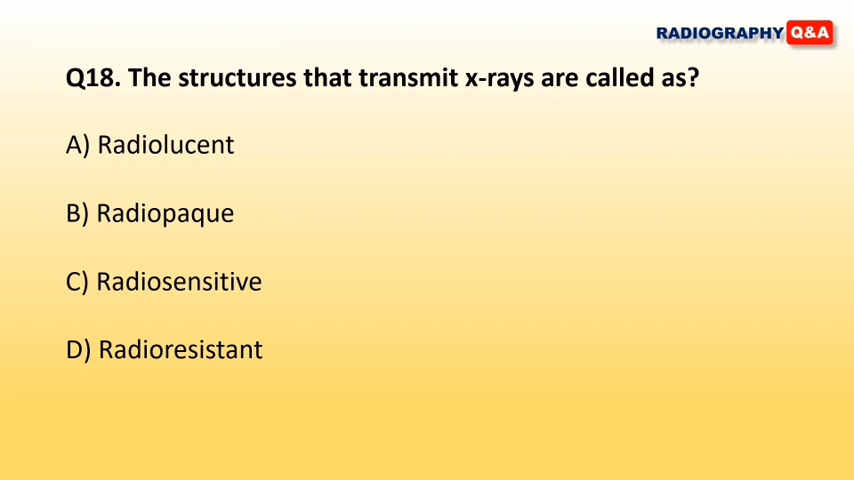 RADIOGRAPHY Q&A
Q18. The structures that transmit x-rays are called as?
A) Radiolucent
B) Radiopaque
C) Radiosensitive
D) Radioresistant